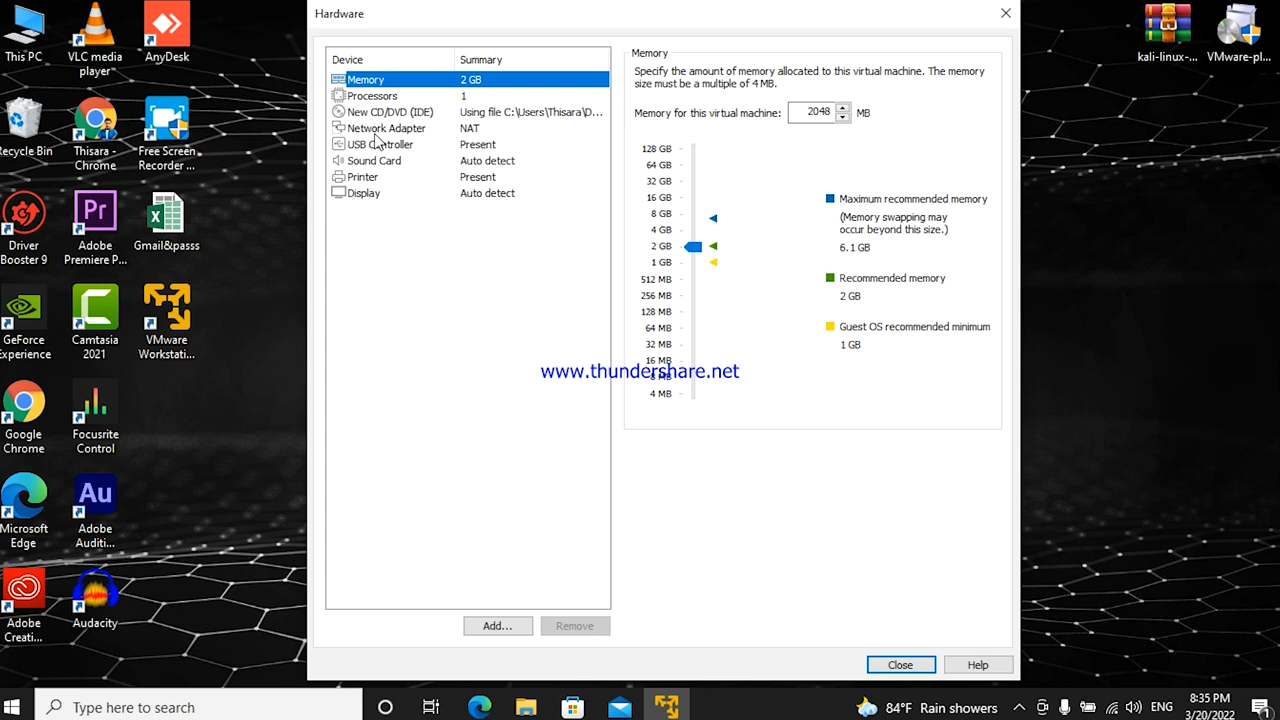 This PC
VLC media
player
AnyDesk
Recycle Bin
Thisara -
Chrome
Free Screen
Recorder ...
Driver
Booster 9
Adobe
Premiere P...
Gmail&passs
GeForce
Experience
Camtasia
2021
VMware
Workstati...
Google
Chrome
Focusrite
Control
Microsoft
Edge
Adobe
Auditi...
Adobe
Creati...
Audacity
Pr
Au
Hardware
Device
Summary
Memory 2 GB
Processors 1
New CD/DVD (IDE) Using file C:\Users\Thisara\D...
Network Adapter NAT
USB Controller Present
Sound Card Auto detect
Printer Present
Display Auto detect
Add...
Remove
Memory
Specify the amount of memory allocated to this virtual machine. The memory
size must be a multiple of 4 MB.
Memory for this virtual machine: 2048 MB
128 GB
64 GB
32 GB
16 GB
8 GB
4 GB
2 GB
1 GB
512 MB
256 MB
128 MB
64 MB
32 MB
16 MB
8 MB
4 MB
Maximum recommended memory
(Memory swapping may
occur beyond this size.)
6.1 GB
Recommended memory
2 GB
Guest OS recommended minimum
1 GB
www.thundershare.net
Close
Help
kali-linux-...
VMware-pl...
Type here to search
84°F Rain showers
ENG
8:35 PM
3/20/2022
1